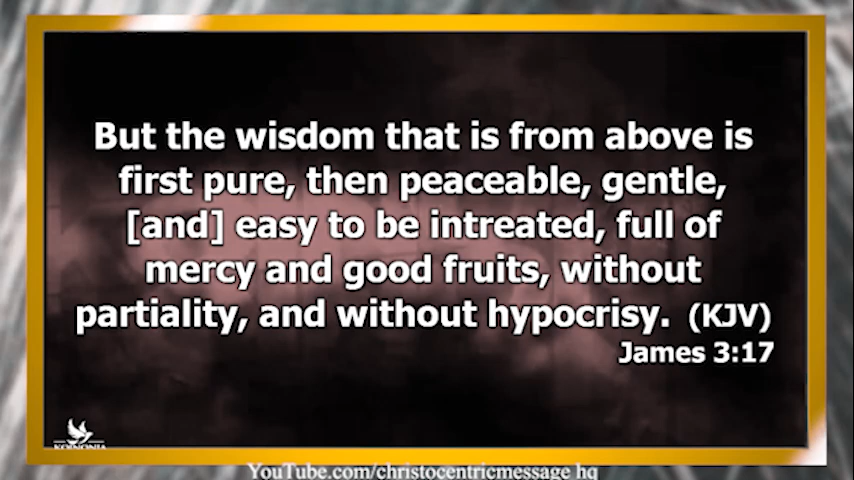 But the wisdom that is from above is
first pure, then peaceable, gentle,
[and] easy to be intreated, full of
mercy and good fruits, without
partiality, and without hypocrisy. (KJV)
James 3:17
KOINONIA
YouTube.com/christocentricmessage hq